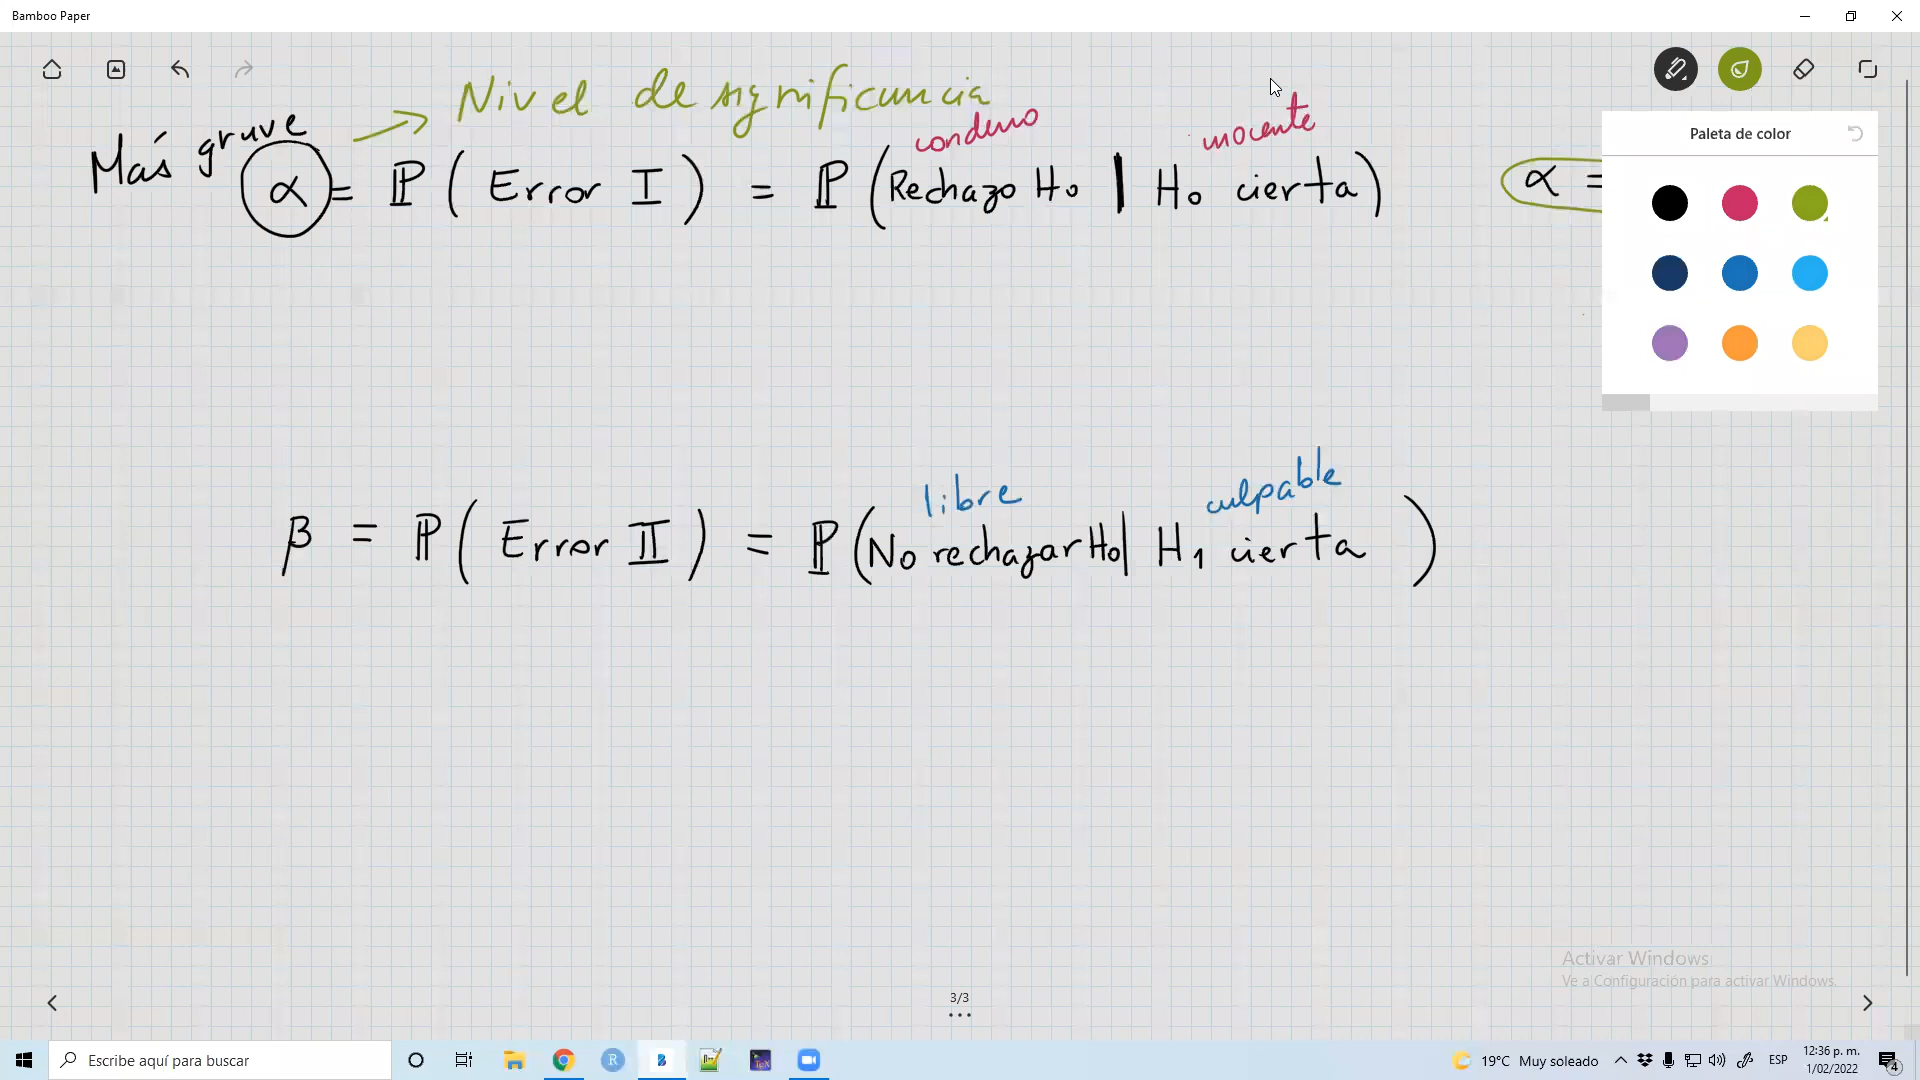 Bamboo Paper
Nivel de significancia
Más grave
condeno
inocente
α = ℙ ( Error I ) = ℙ (Rechazo H₀ | H₀ cierta)
α =
Paleta de color
libre
culpable
β = ℙ ( Error II ) = ℙ (No rechazar H₀ | H₁ cierta )
Activar Windows
Ve a Configuración para activar Windows.
3/3
Escribe aquí para buscar
19°C Muy soleado
ESP
12:36 p. m.
1/02/2022
4